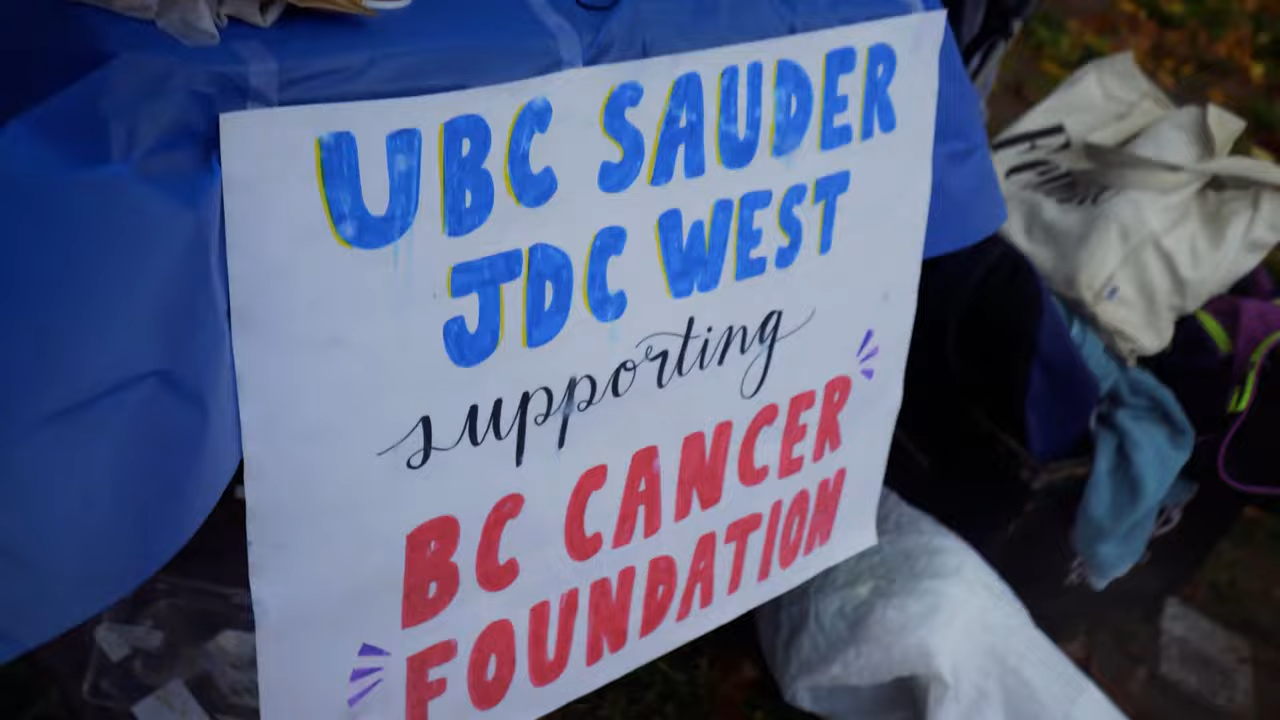 UBC SAUDER
JDC WEST
supporting
BC CANCER
FOUNDATION